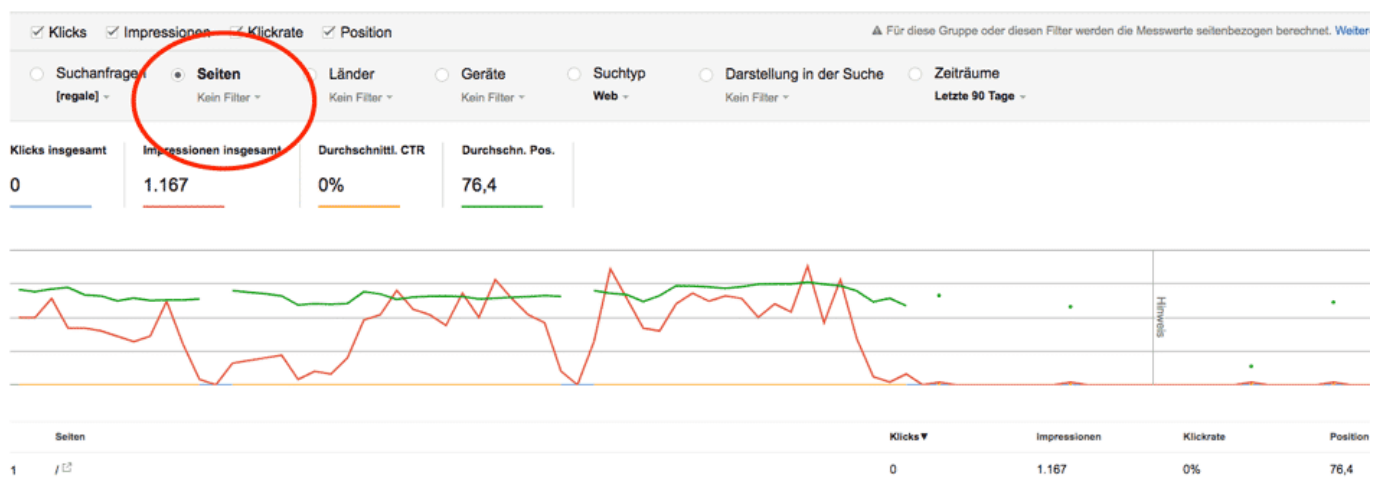 Klicks Impressionen Klickrate Position
⚠ Für diese Gruppe oder diesen Filter werden die Messwerte seitenbezogen berechnet. Weiter
Suchanfragen Seiten Länder Geräte Suchtyp Darstellung in der Suche Zeiträume
[regale] Kein Filter Kein Filter Kein Filter Web Kein Filter Letzte 90 Tage
Klicks insgesamt Impressionen insgesamt Durchschnittl. CTR Durchschn. Pos.
0 1.167 0% 76,4
Hinweis
Seiten Klicks▼ Impressionen Klickrate Position
1 / 0 1.167 0% 76,4